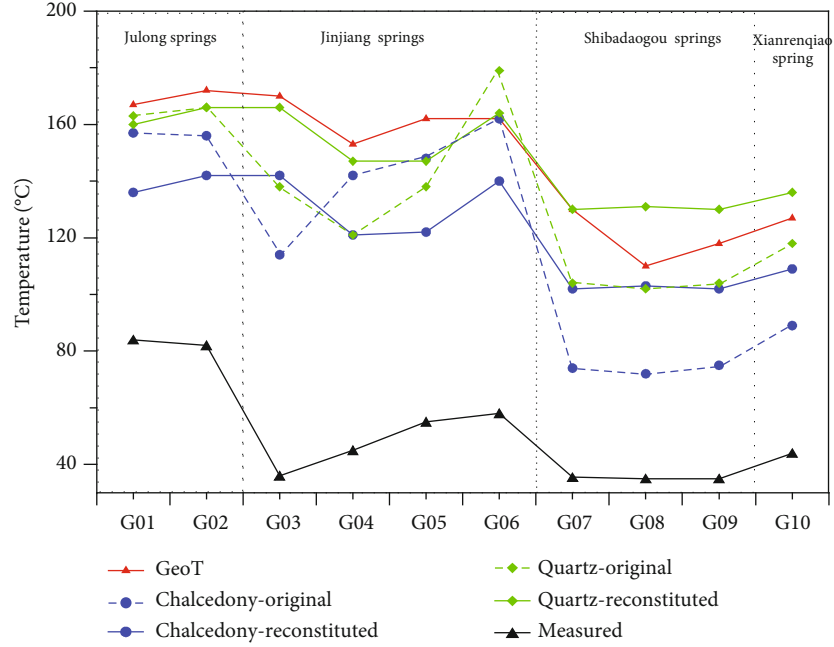 200
160
120
80
40
Temperature (°C)
Julong springs
Jinjiang springs
Shibadaogou springs
Xianrenqiao
spring
G01 G02 G03 G04 G05 G06 G07 G08 G09 G10
GeoT
Chalcedony-original
Chalcedony-reconstituted
Quartz-original
Quartz-reconstituted
Measured